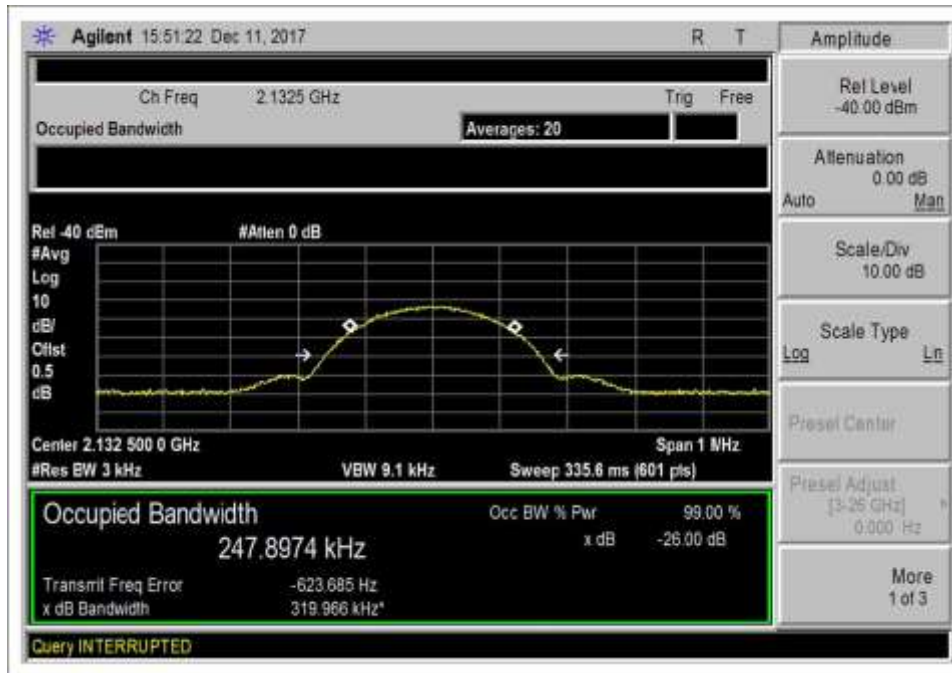 Agilent 15:51:22 Dec 11, 2017 R T
Ch Freq 2.1325 GHz Trig Free
Occupied Bandwidth Averages: 20
Ref -40 dBm #Atten 0 dB
#Avg
Log
10
dB/
Offst
0.5
dB
Center 2.132 500 0 GHz Span 1 MHz
#Res BW 3 kHz VBW 9.1 kHz Sweep 335.6 ms (601 pts)
Occupied Bandwidth Occ BW % Pwr 99.00 %
247.8974 kHz x dB -26.00 dB
Transmit Freq Error -623.685 Hz
x dB Bandwidth 319.966 kHz*
Query INTERRUPTED
Amplitude
Ref Level
-40.00 dBm
Attenuation
0.00 dB
Auto Man
Scale/Div
10.00 dB
Scale Type
Log Lin
Presel Center
Presel Adjust
[3-26 GHz]
0.000 Hz
More
1 of 3